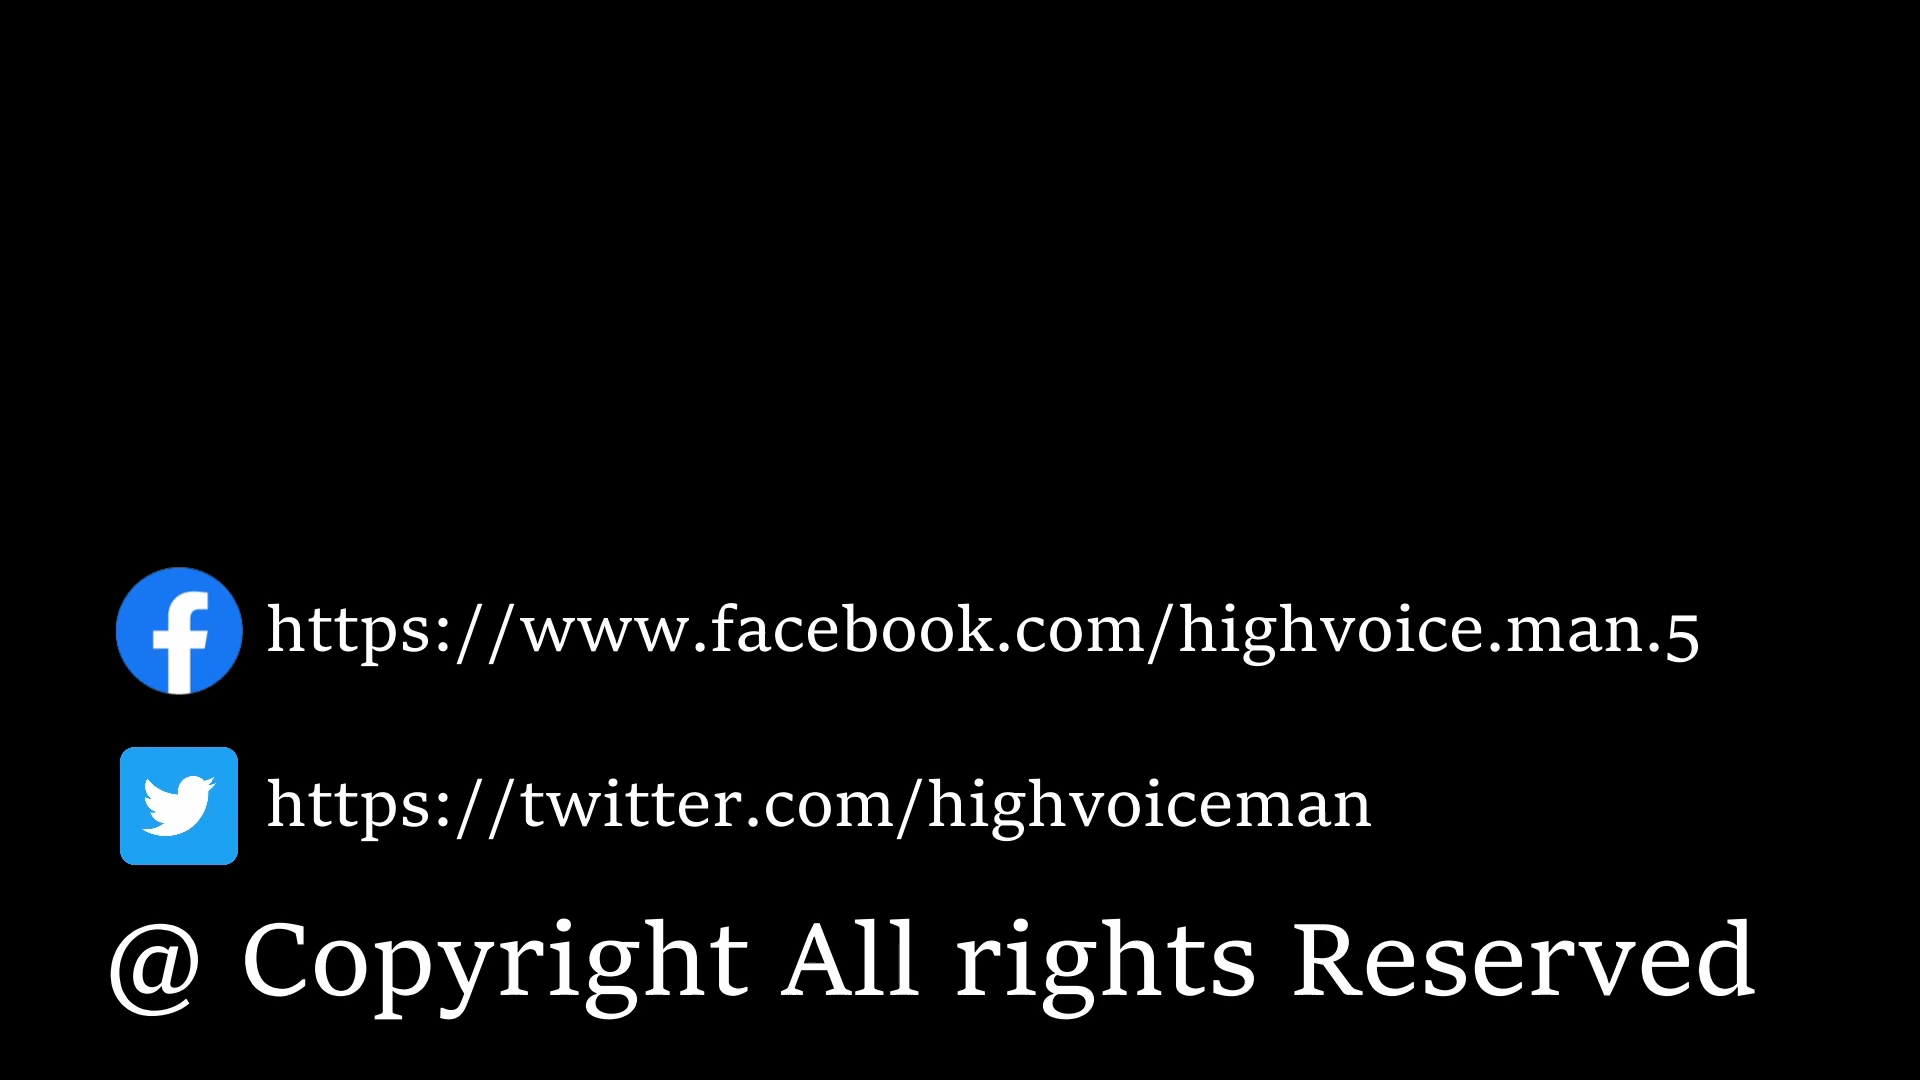 https://www.facebook.com/highvoice.man.5
https://twitter.com/highvoiceman
@ Copyright All rights Reserved